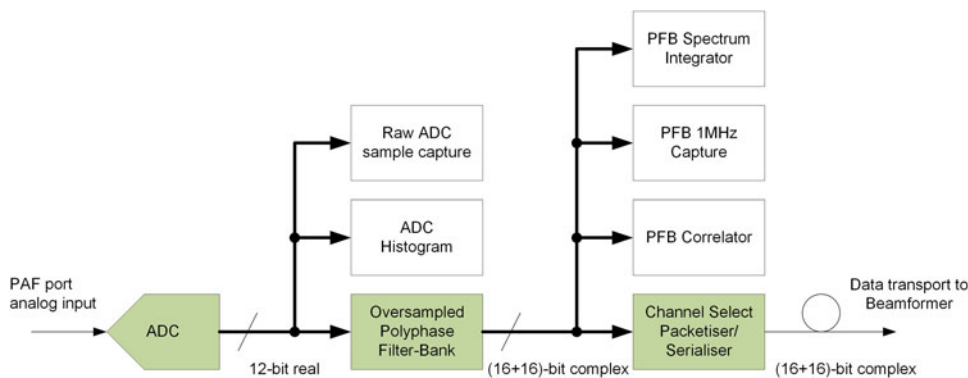 PFB Spectrum
Integrator
Raw ADC
sample capture
PFB 1MHz
Capture
ADC
Histogram
PFB Correlator
PAF port
analog input
ADC
Oversampled
Polyphase
Filter-Bank
Channel Select
Packetiser/
Serialiser
Data transport to
Beamformer
12-bit real
(16+16)-bit complex
(16+16)-bit complex